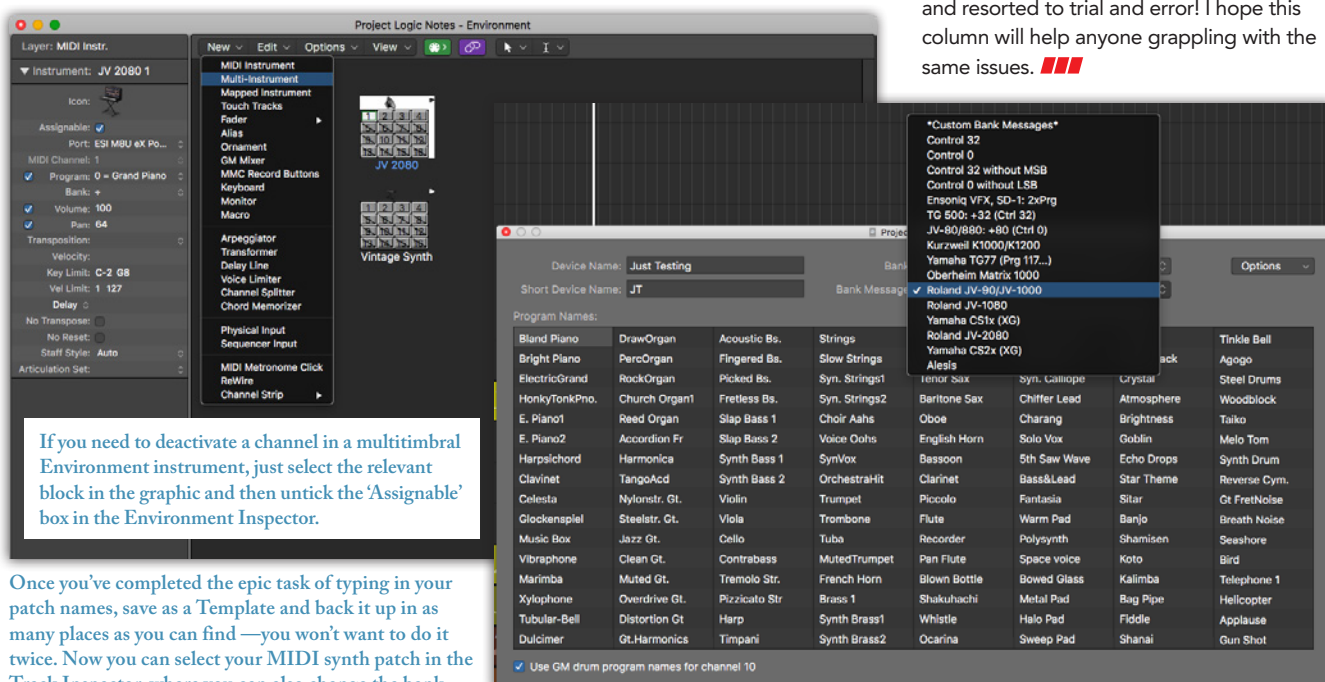 and resorted to trial and error! I hope this
column will help anyone grappling with the
same issues.
Project Logic Notes - Environment
Layer: MIDI Instr.
New Edit Options View
Instrument: JV 2080 1
Icon:
Assignable:
Port: ESI M8U eX Po...
MIDI Channel: 1
Program: 0 = Grand Piano
Bank: +
Volume: 100
Pan: 64
Transposition:
Velocity:
Key Limit: C-2 G8
Vel Limit: 1 127
Delay
No Transpose:
No Reset:
Staff Style: Auto
Articulation Set:
MIDI Instrument
Multi-Instrument
Mapped Instrument
Touch Tracks
Fader
Alias
Ornament
GM Mixer
MMC Record Buttons
Keyboard
Monitor
Macro
Arpeggiator
Transformer
Delay Line
Voice Limiter
Channel Splitter
Chord Memorizer
Physical Input
Sequencer Input
MIDI Metronome Click
ReWire
Channel Strip
JV 2080
Vintage Synth
If you need to deactivate a channel in a multitimbral
Environment instrument, just select the relevant
block in the graphic and then untick the ‘Assignable’
box in the Environment Inspector.
Once you’ve completed the epic task of typing in your
patch names, save as a Template and back it up in as
many places as you can find —you won’t want to do it
twice. Now you can select your MIDI synth patch in the
*Custom Bank Messages*
Control 32
Control 0
Control 32 without MSB
Control 0 without LSB
Ensoniq VFX, SD-1: 2xPrg
TG 500: +32 (Ctrl 32)
JV-80/880: +80 (Ctrl 0)
Kurzweil K1000/K1200
Yamaha TG77 (Prg 117...)
Oberheim Matrix 1000
Roland JV-90/JV-1000
Roland JV-1080
Yamaha CS1x (XG)
Roland JV-2080
Yamaha CS2x (XG)
Alesis
Device Name: Just Testing
Options
Short Device Name: JT
Bank Message
Program Names:
Bland Piano DrawOrgan Acoustic Bs. Strings Tinkle Bell
Bright Piano PercOrgan Fingered Bs. Slow Strings Agogo
ElectricGrand RockOrgan Picked Bs. Syn. Strings1 Tenor Sax Syn. Calliope Crystal Steel Drums
HonkyTonkPno. Church Organ1 Fretless Bs. Syn. Strings2 Baritone Sax Chiffer Lead Atmosphere Woodblock
E. Piano1 Reed Organ Slap Bass 1 Choir Aahs Oboe Charang Brightness Taiko
E. Piano2 Accordion Fr Slap Bass 2 Voice Oohs English Horn Solo Vox Goblin Melo Tom
Harpsichord Harmonica Synth Bass 1 SynVox Bassoon 5th Saw Wave Echo Drops Synth Drum
Clavinet TangoAcd Synth Bass 2 OrchestraHit Clarinet Bass&Lead Star Theme Reverse Cym.
Celesta Nylonstr. Gt. Violin Trumpet Piccolo Fantasia Sitar Gt FretNoise
Glockenspiel Steelstr. Gt. Viola Trombone Flute Warm Pad Banjo Breath Noise
Music Box Jazz Gt. Cello Tuba Recorder Polysynth Shamisen Seashore
Vibraphone Clean Gt. Contrabass MutedTrumpet Pan Flute Space voice Koto Bird
Marimba Muted Gt. Tremolo Str. French Horn Blown Bottle Bowed Glass Kalimba Telephone 1
Xylophone Overdrive Gt. Pizzicato Str Brass 1 Shakuhachi Metal Pad Bag Pipe Helicopter
Tubular-Bell Distortion Gt Harp Synth Brass1 Whistle Halo Pad Fiddle Applause
Dulcimer Gt.Harmonics Timpani Synth Brass2 Ocarina Sweep Pad Shanai Gun Shot
Use GM drum program names for channel 10